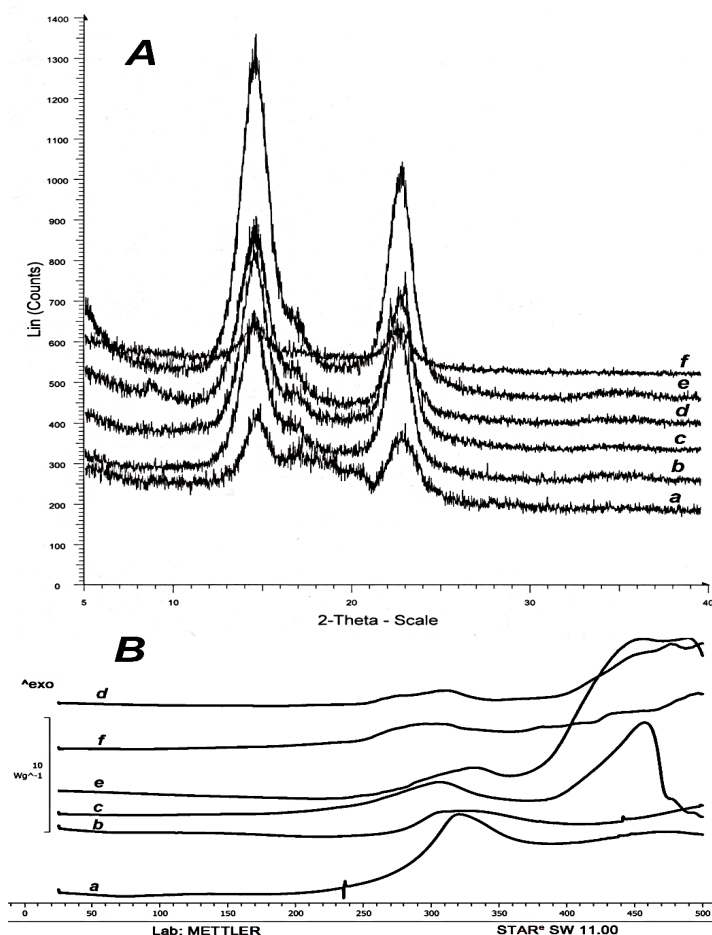 A
1400
1300
1200
1100
1000
900
800
700
600
500
400
300
200
100
0
Lin (Counts)
f
e
d
c
b
a
5 10 20 30 40
2-Theta - Scale
B
^exo
d
f
10
Wg^-1
e
c
b
a
0 50 100 150 200 250 300 350 400 450 500
Lab: METTLER STARe SW 11.00